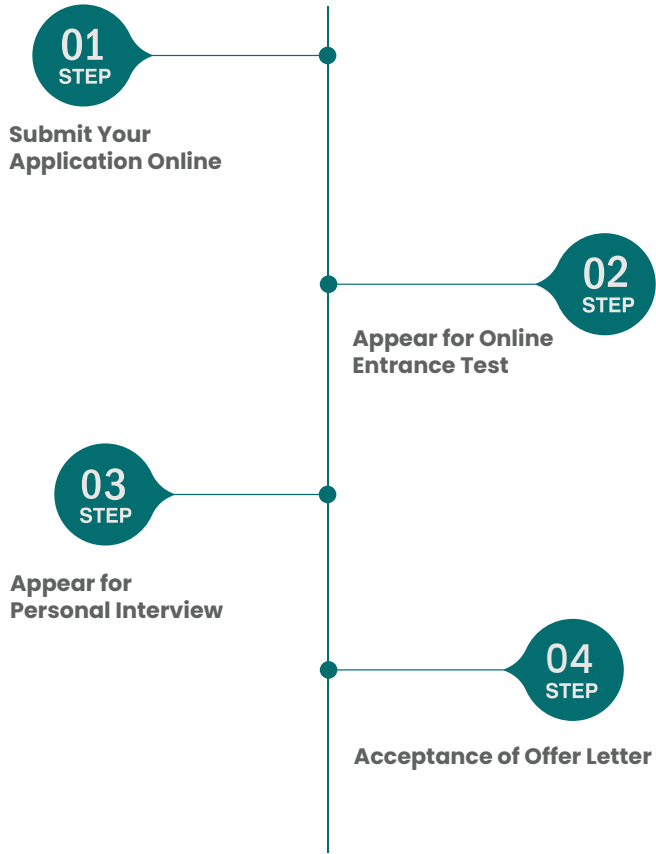 01
STEP
Submit Your
Application Online
02
STEP
Appear for Online
Entrance Test
03
STEP
Appear for
Personal Interview
04
STEP
Acceptance of Offer Letter